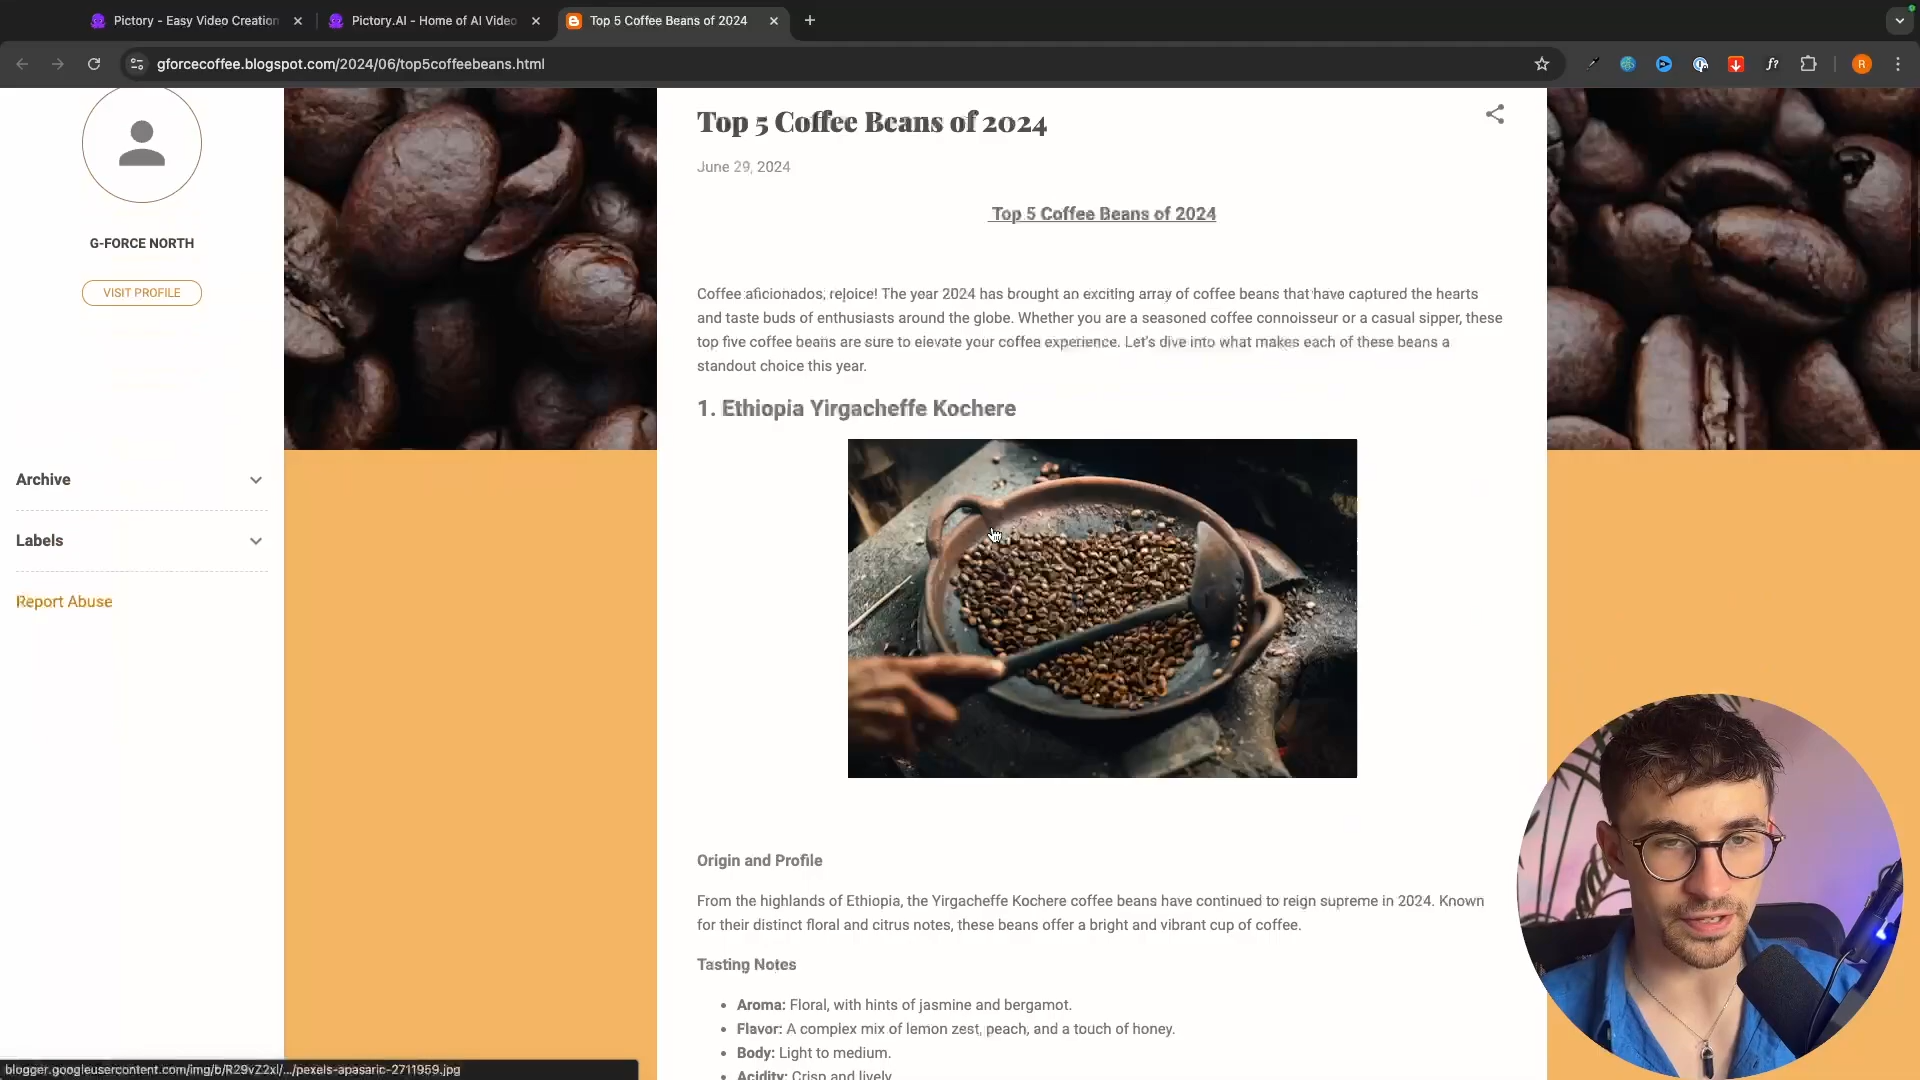 Pictory - Easy Video Creation
Pictory.AI - Home of AI Video
Top 5 Coffee Beans of 2024
gforcecoffee.blogspot.com/2024/06/top5coffeebeans.html
f?
R
G-FORCE NORTH
VISIT PROFILE
Archive
Labels
Report Abuse
Top 5 Coffee Beans of 2024
June 29, 2024
Top 5 Coffee Beans of 2024
Coffee aficionados, rejoice! The year 2024 has brought an exciting array of coffee beans that have captured the hearts
and taste buds of enthusiasts around the globe. Whether you are a seasoned coffee connoisseur or a casual sipper, these
top five coffee beans are sure to elevate your coffee experience. Let's dive into what makes each of these beans a
standout choice this year.
1. Ethiopia Yirgacheffe Kochere
Origin and Profile
From the highlands of Ethiopia, the Yirgacheffe Kochere coffee beans have continued to reign supreme in 2024. Known
for their distinct floral and citrus notes, these beans offer a bright and vibrant cup of coffee.
Tasting Notes
• Aroma: Floral, with hints of jasmine and bergamot.
• Flavor: A complex mix of lemon zest, peach, and a touch of honey.
• Body: Light to medium.
• Acidity: Crisp and lively
blogger.googleusercontent.com/img/b/R29vZ2xl/.../pexels-apasaric-2711959.jpg